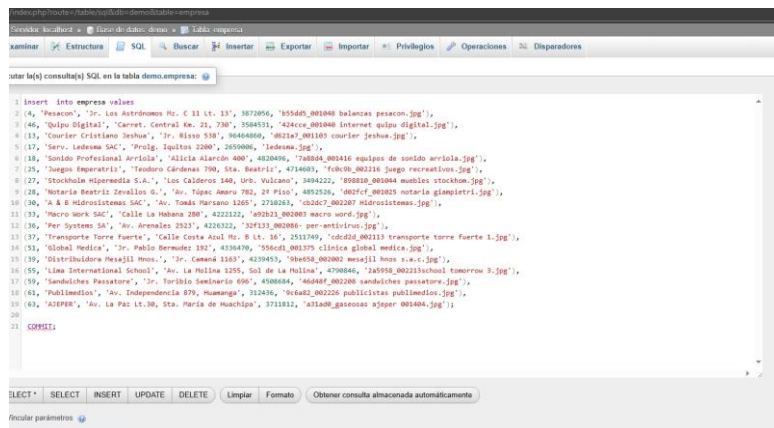 /index.php?route=/table/sql&db=demo&table=empresa
Servidor: localhost » Base de datos: demo » Tabla: empresa
xaminar Estructura SQL Buscar Insertar Exportar Importar Privilegios Operaciones Disparadores
cutar la(s) consulta(s) SQL en la tabla demo.empresa:
1 insert into empresa values
2 (4, 'Pesacon', 'Jr. Los Astrónomos Mz. C 11 Lt. 13', 3872056, 'b55dd5_001048 balanzas pesacon.jpg'),
3 (46, 'Quipu Digital', 'Carret. Central Km. 21, 730', 3584531, '424cce_001040 internet quipu digital.jpg'),
4 (13, 'Courier Cristiano Jeshua', 'Jr. Risso 538', 96464860, 'd821a7_001103 courier jeshua.jpg'),
5 (17, 'Serv. Ledesma SAC', 'Prolg. Iquitos 2200', 2659006, 'ledesma.jpg'),
6 (18, 'Sonido Profesional Arriola', 'Alicia Alarcón 400', 4820496, '7a88d4_001416 equipos de sonido arriola.jpg'),
7 (25, 'Juegos Emperatriz', 'Teodoro Cárdenas 790, Sta. Beatriz', 4714603, 'fc0c9b_002216 juego recreativos.jpg'),
8 (27, 'Stockholm Hipermedia S.A.', 'Los Calderos 140, Urb. Vulcano', 3494222, '898810_001044 muebles stockhom.jpg'),
9 (28, 'Notaría Beatriz Zevallos G.', 'Av. Túpac Amaru 782, 2º Piso', 4852526, 'd02fcf_001025 notaria giampietri.jpg'),
10 (30, 'A & B Hidrosistemas SAC', 'Av. Tomás Marsano 1265', 2710263, 'cb2dc7_002207 Hidrosistemas.jpg'),
11 (33, 'Macro Work SAC', 'Calle La Habana 280', 4222122, 'a92b21_002003 macro word.jpg'),
12 (36, 'Per Systems SA', 'Av. Arenales 2523', 4226322, '32f133_002086- per-antivirus.jpg'),
13 (37, 'Transporte Torre Fuerte', 'Calle Costa Azul Mz. B Lt. 16', 2511749, 'cdcd2d_002113 transporte torre fuerte 1.jpg'),
14 (51, 'Global Medica', 'Jr. Pablo Bermudez 192', 4336470, '556cd1_001375 clinica global medica.jpg'),
15 (39, 'Distribuidora Mesajil Hnos.', 'Jr. Camaná 1163', 4239453, '9be658_002002 mesajil hnos s.a.c.jpg'),
16 (55, 'Lima International School', 'Av. La Molina 1255, Sol de La Molina', 4790846, '2a5958_002213school tomorrow 3.jpg'),
17 (59, 'Sandwiches Passatore', 'Jr. Toribio Seminario 696', 4508684, '46d48f_002208 sandwiches passatore.jpg'),
18 (61, 'Publimedios', 'Av. Independencia 879, Huamanga', 312436, '9c6a82_002226 publicistas publimedios.jpg'),
19 (63, 'AJEPER', 'Av. La Paz Lt.30, Sta. María de Huachipa', 3711812, 'a31ad0_gaseosas ajeper 001404.jpg');
20
21 COMMIT;
ELECT * SELECT INSERT UPDATE DELETE Limpiar Formato Obtener consulta almacenada automáticamente
Vincular parámetros